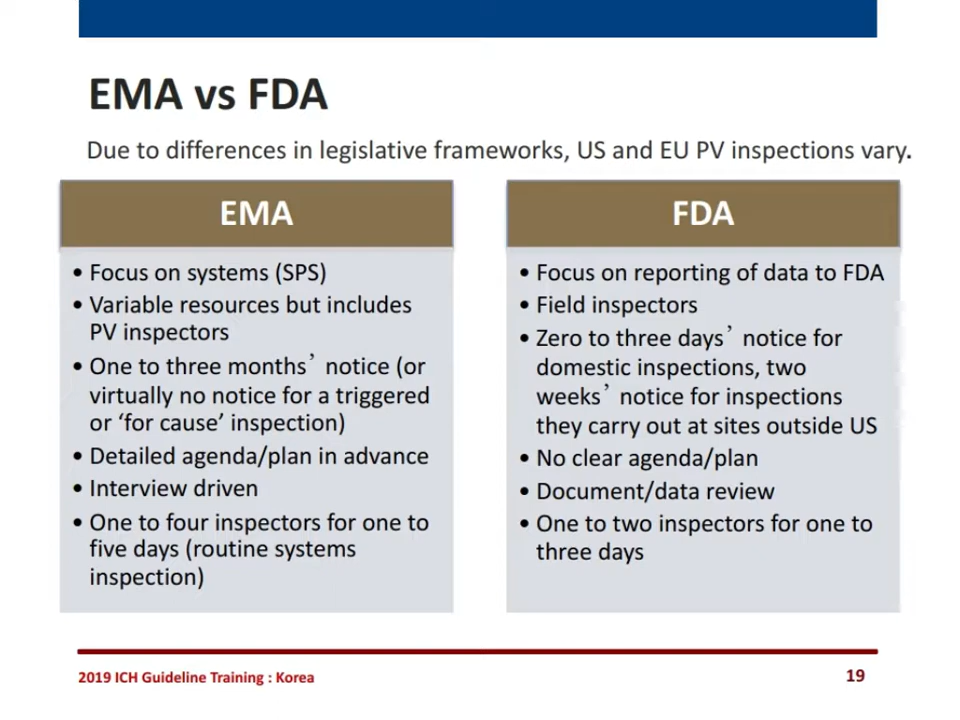 EMA vs FDA
Due to differences in legislative frameworks, US and EU PV inspections vary.
EMA
• Focus on systems (SPS)
• Variable resources but includes
PV inspectors
• One to three months’ notice (or
virtually no notice for a triggered
or ‘for cause’ inspection)
• Detailed agenda/plan in advance
• Interview driven
• One to four inspectors for one to
five days (routine systems
inspection)
FDA
• Focus on reporting of data to FDA
• Field inspectors
• Zero to three days’ notice for
domestic inspections, two
weeks’ notice for inspections
they carry out at sites outside US
• No clear agenda/plan
• Document/data review
• One to two inspectors for one to
three days
2019 ICH Guideline Training : Korea
19